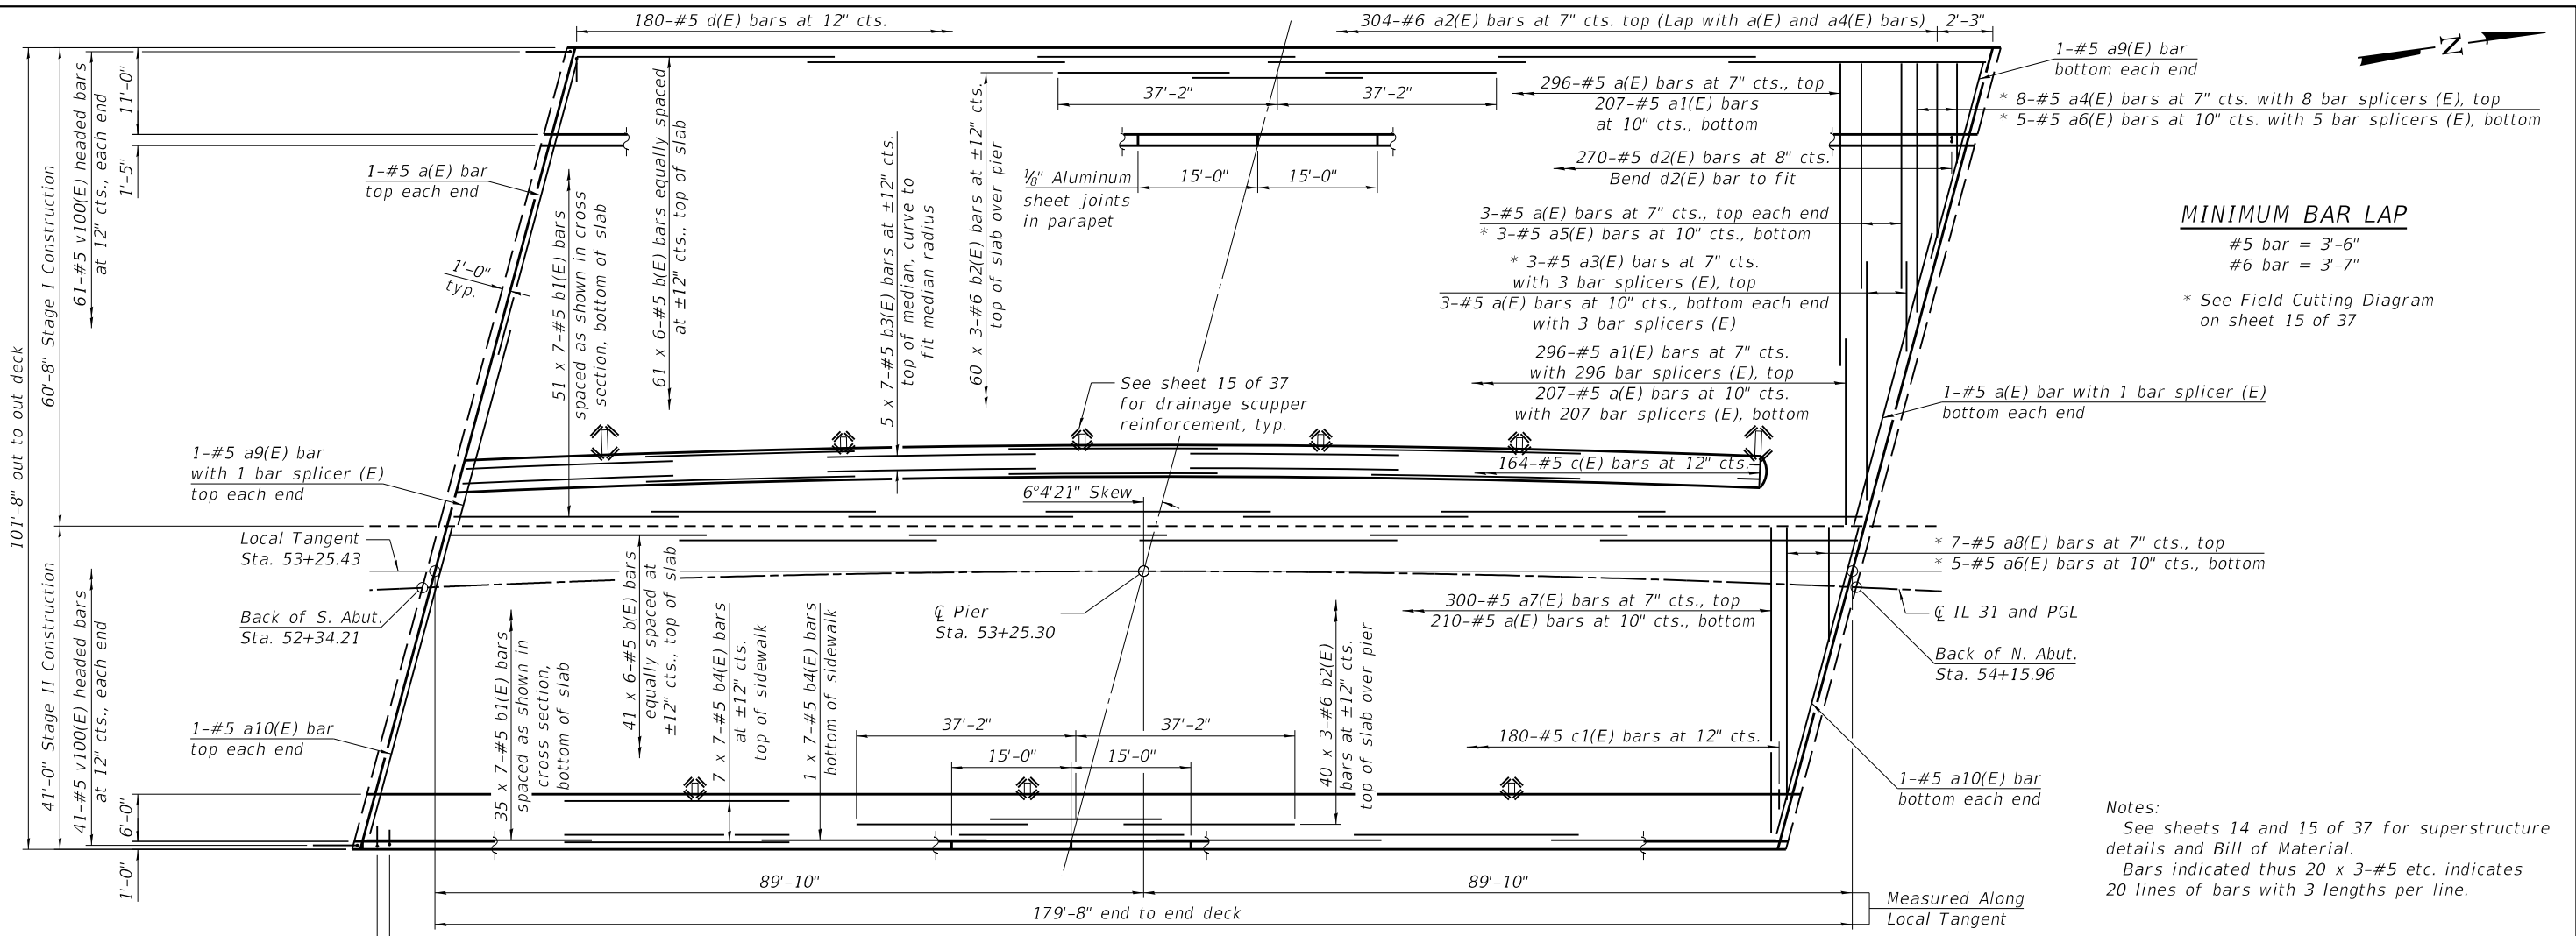 180-#5 d(E) bars at 12" cts.
304-#6 a2(E) bars at 7" cts. top (Lap with a(E) and a4(E) bars)
2'-3"
N
1-#5 a9(E) bar
bottom each end
* 8-#5 a4(E) bars at 7" cts. with 8 bar splicers (E), top
* 5-#5 a6(E) bars at 10" cts. with 5 bar splicers (E), bottom
101'-8" out to out deck
60'-8" Stage I Construction
61-#5 v100(E) headed bars
at 12" cts., each end
11'-0"
1'-5"
1-#5 a(E) bar
top each end
1'-0"
typ.
51 x 7-#5 b1(E) bars
spaced as shown in cross
section, bottom of slab
61 x 6-#5 b(E) bars equally spaced
at ±12" cts., top of slab
5 x 7-#5 b3(E) bars at ±12" cts.
top of median, curve to
fit median radius
60 x 3-#6 b2(E) bars at ±12" cts.
top of slab over pier
37'-2"
37'-2"
1/8" Aluminum
sheet joints
in parapet
15'-0"
15'-0"
296-#5 a(E) bars at 7" cts., top
207-#5 a1(E) bars
at 10" cts., bottom
270-#5 d2(E) bars at 8" cts.
Bend d2(E) bar to fit
3-#5 a(E) bars at 7" cts., top each end
* 3-#5 a5(E) bars at 10" cts., bottom
* 3-#5 a3(E) bars at 7" cts.
with 3 bar splicers (E), top
3-#5 a(E) bars at 10" cts., bottom each end
with 3 bar splicers (E)
296-#5 a1(E) bars at 7" cts.
with 296 bar splicers (E), top
207-#5 a(E) bars at 10" cts.
with 207 bar splicers (E), bottom
MINIMUM BAR LAP
#5 bar = 3'-6"
#6 bar = 3'-7"
* See Field Cutting Diagram
on sheet 15 of 37
See sheet 15 of 37
for drainage scupper
reinforcement, typ.
1-#5 a(E) bar with 1 bar splicer (E)
bottom each end
1-#5 a9(E) bar
with 1 bar splicer (E)
top each end
164-#5 c(E) bars at 12" cts.
6°4'21" Skew
Local Tangent
Sta. 53+25.43
Back of S. Abut.
Sta. 52+34.21
41'-0" Stage II Construction
41-#5 v100(E) headed bars
at 12" cts., each end
1-#5 a10(E) bar
top each end
6'-0"
1'-0"
35 x 7-#5 b1(E) bars
spaced as shown in
cross section,
bottom of slab
41 x 6-#5 b(E) bars
equally spaced at
±12" cts., top of slab
7 x 7-#5 b4(E) bars
at ±12" cts.
top of sidewalk
1 x 7-#5 b4(E) bars
bottom of sidewalk
℄ Pier
Sta. 53+25.30
37'-2"
37'-2"
15'-0"
15'-0"
40 x 3-#6 b2(E)
bars at ±12" cts.
top of slab over pier
* 7-#5 a8(E) bars at 7" cts., top
* 5-#5 a6(E) bars at 10" cts., bottom
300-#5 a7(E) bars at 7" cts., top
210-#5 a(E) bars at 10" cts., bottom
℄ IL 31 and PGL
Back of N. Abut.
Sta. 54+15.96
180-#5 c1(E) bars at 12" cts.
1-#5 a10(E) bar
bottom each end
Notes:
See sheets 14 and 15 of 37 for superstructure
details and Bill of Material.
Bars indicated thus 20 x 3-#5 etc. indicates
20 lines of bars with 3 lengths per line.
89'-10"
89'-10"
179'-8" end to end deck
Measured Along
Local Tangent